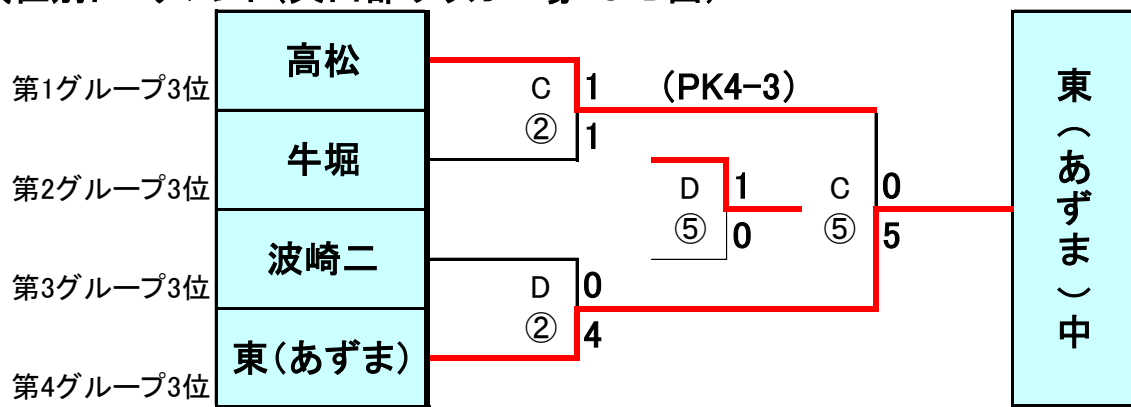 第1グループ3位
高松
C
②
1
(PK4-3)
1
第2グループ3位
牛堀
D
⑤
1
0
C
⑤
0
5
第3グループ3位
波崎二
D
②
0
4
第4グループ3位
東(あずま)
東(あずま)中